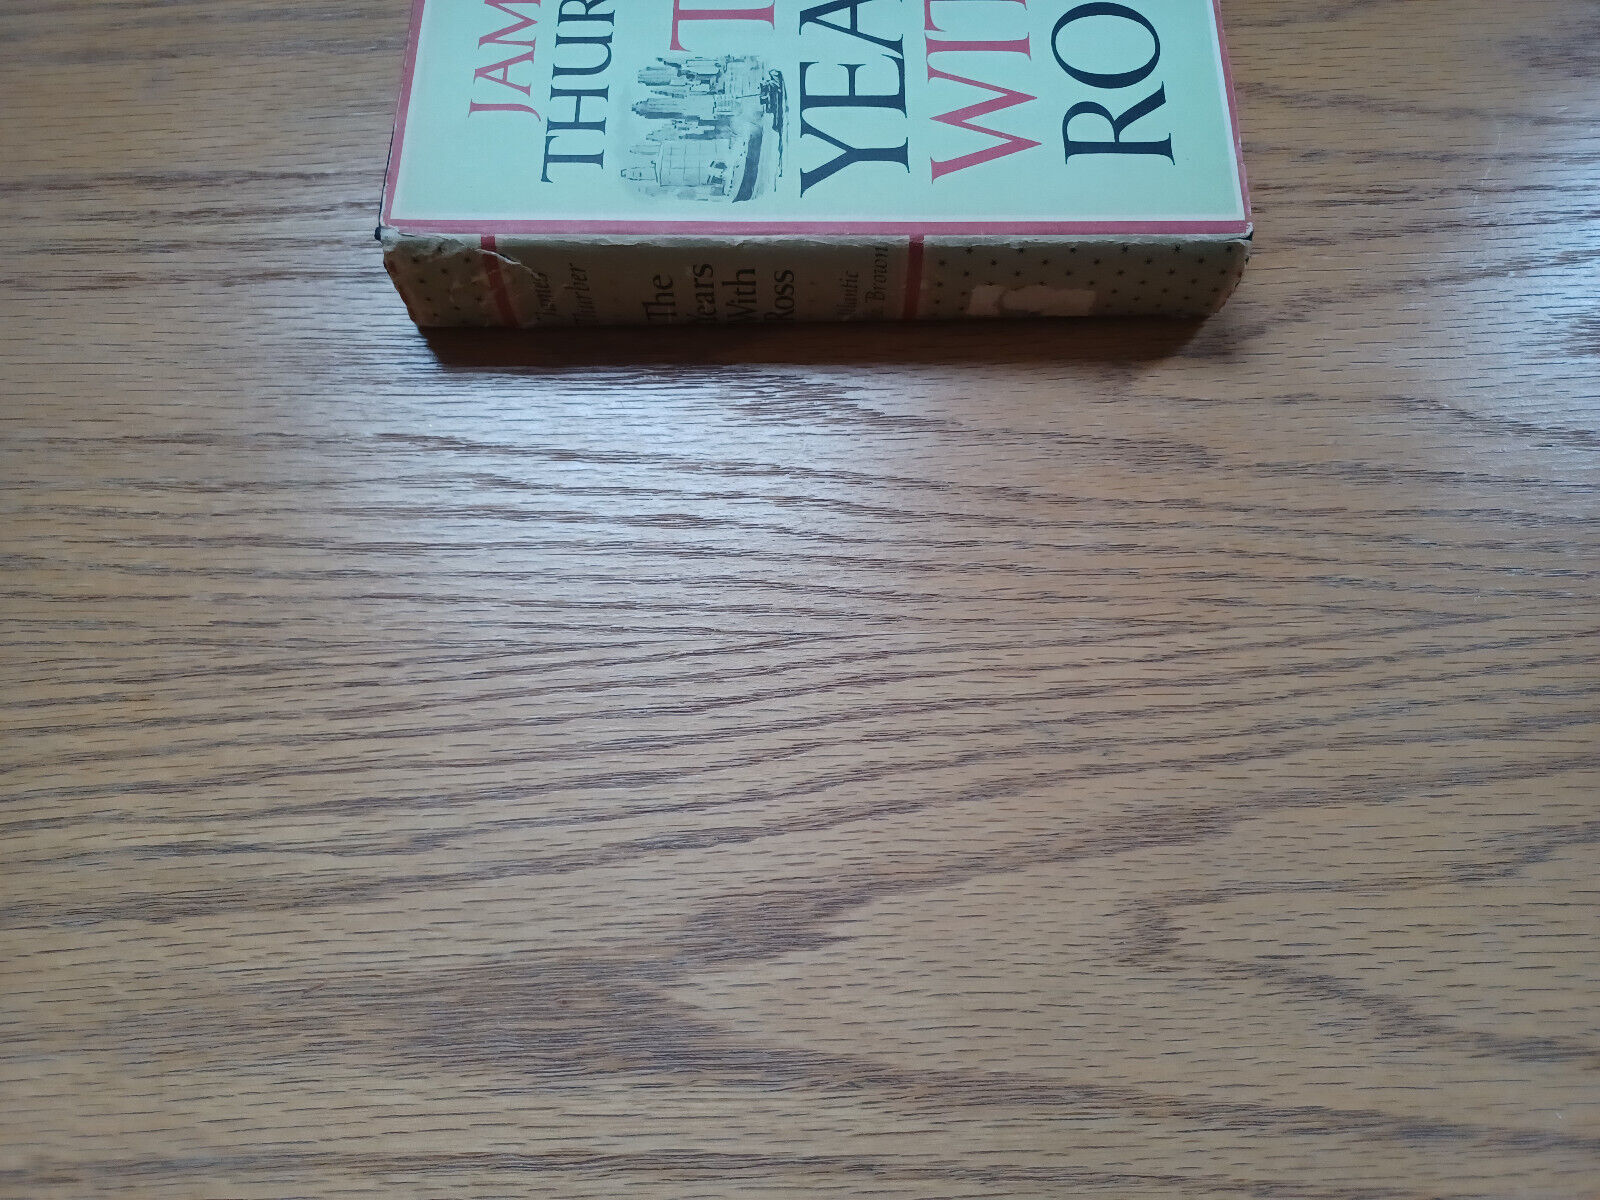 JAM
THUR
T
YEA
WIT
RO
James
Thurber
The
Years
With
Ross
Atlantic
Brown